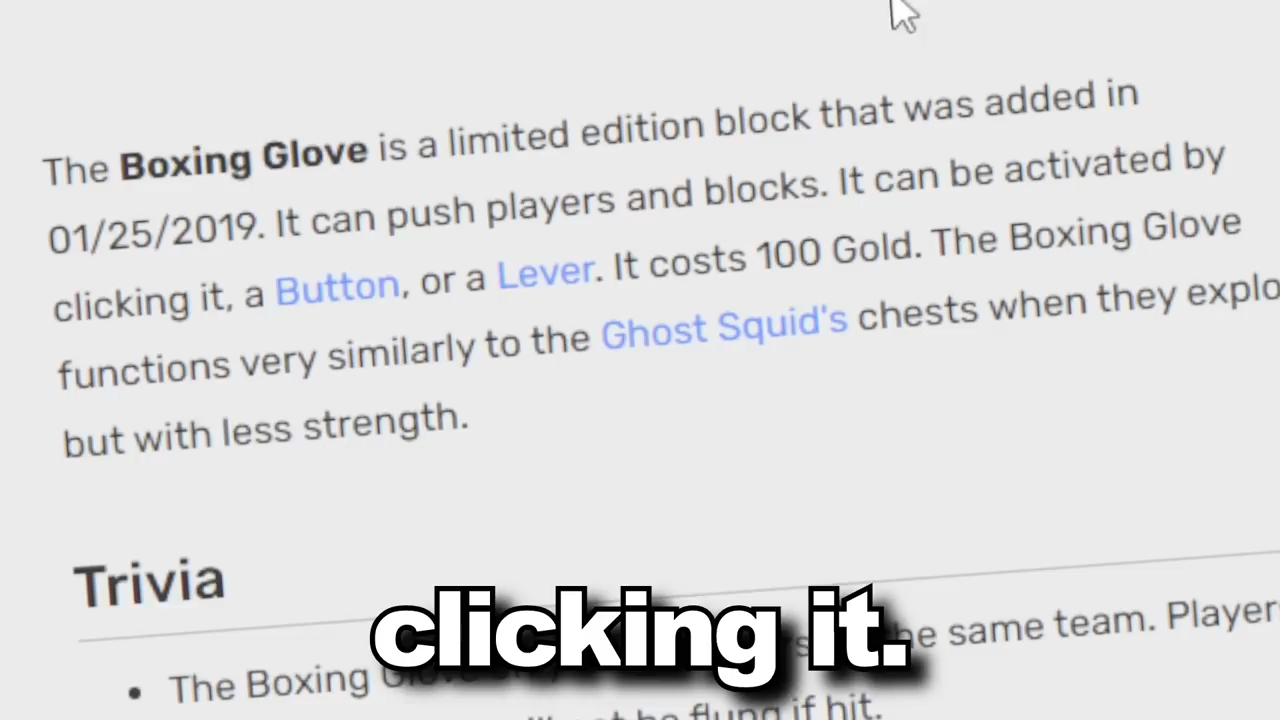 The Boxing Glove is a limited edition block that was added in
01/25/2019. It can push players and blocks. It can be activated by
clicking it, a Button, or a Lever. It costs 100 Gold. The Boxing Glove
functions very similarly to the Ghost Squid's chests when they explo
but with less strength.
Trivia
The Boxing he same team. Player
flung if hit.
clicking it.